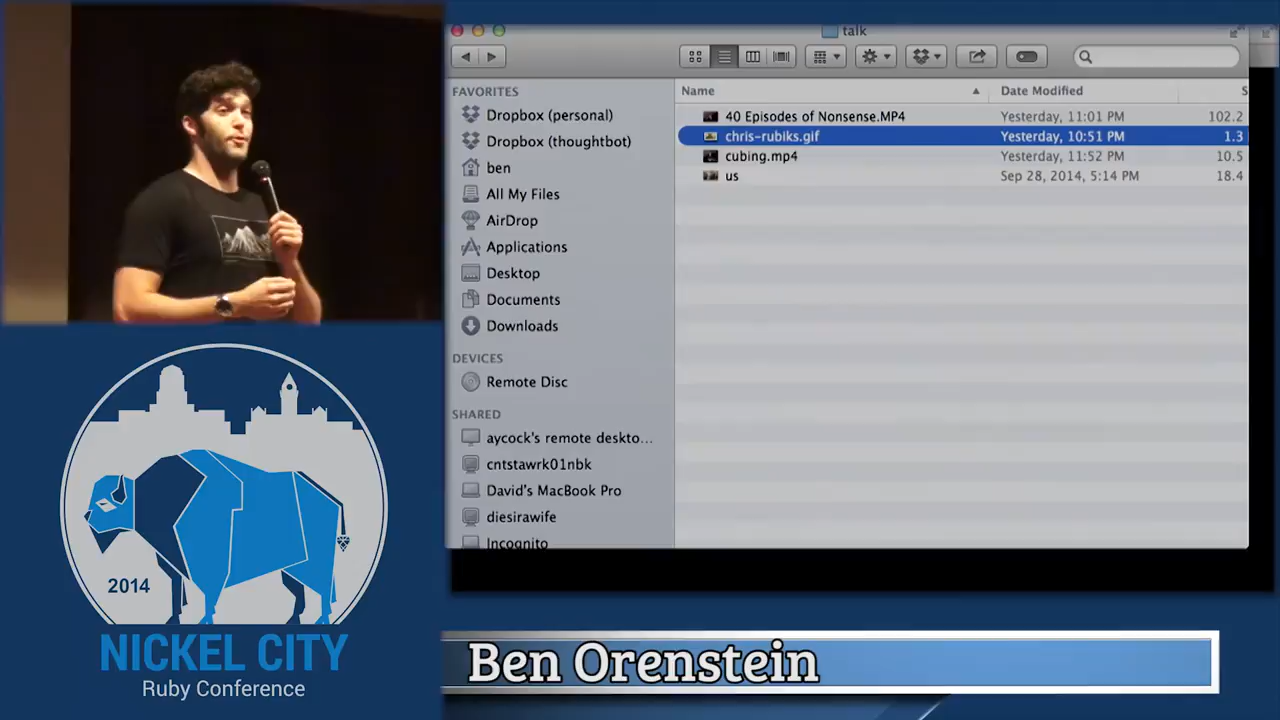 talk
FAVORITES
Dropbox (personal)
Dropbox (thoughtbot)
ben
All My Files
AirDrop
Applications
Desktop
Documents
Downloads
DEVICES
Remote Disc
SHARED
aycock's remote deskto...
cntstawrk01nbk
David's MacBook Pro
diesirawife
Incognito
Name Date Modified S
40 Episodes of Nonsense.MP4 Yesterday, 11:01 PM 102.2
chris-rubiks.gif Yesterday, 10:51 PM 1.3
cubing.mp4 Yesterday, 11:52 PM 10.5
us Sep 28, 2014, 5:14 PM 18.4
2014
NICKEL CITY
Ruby Conference
Ben Orenstein